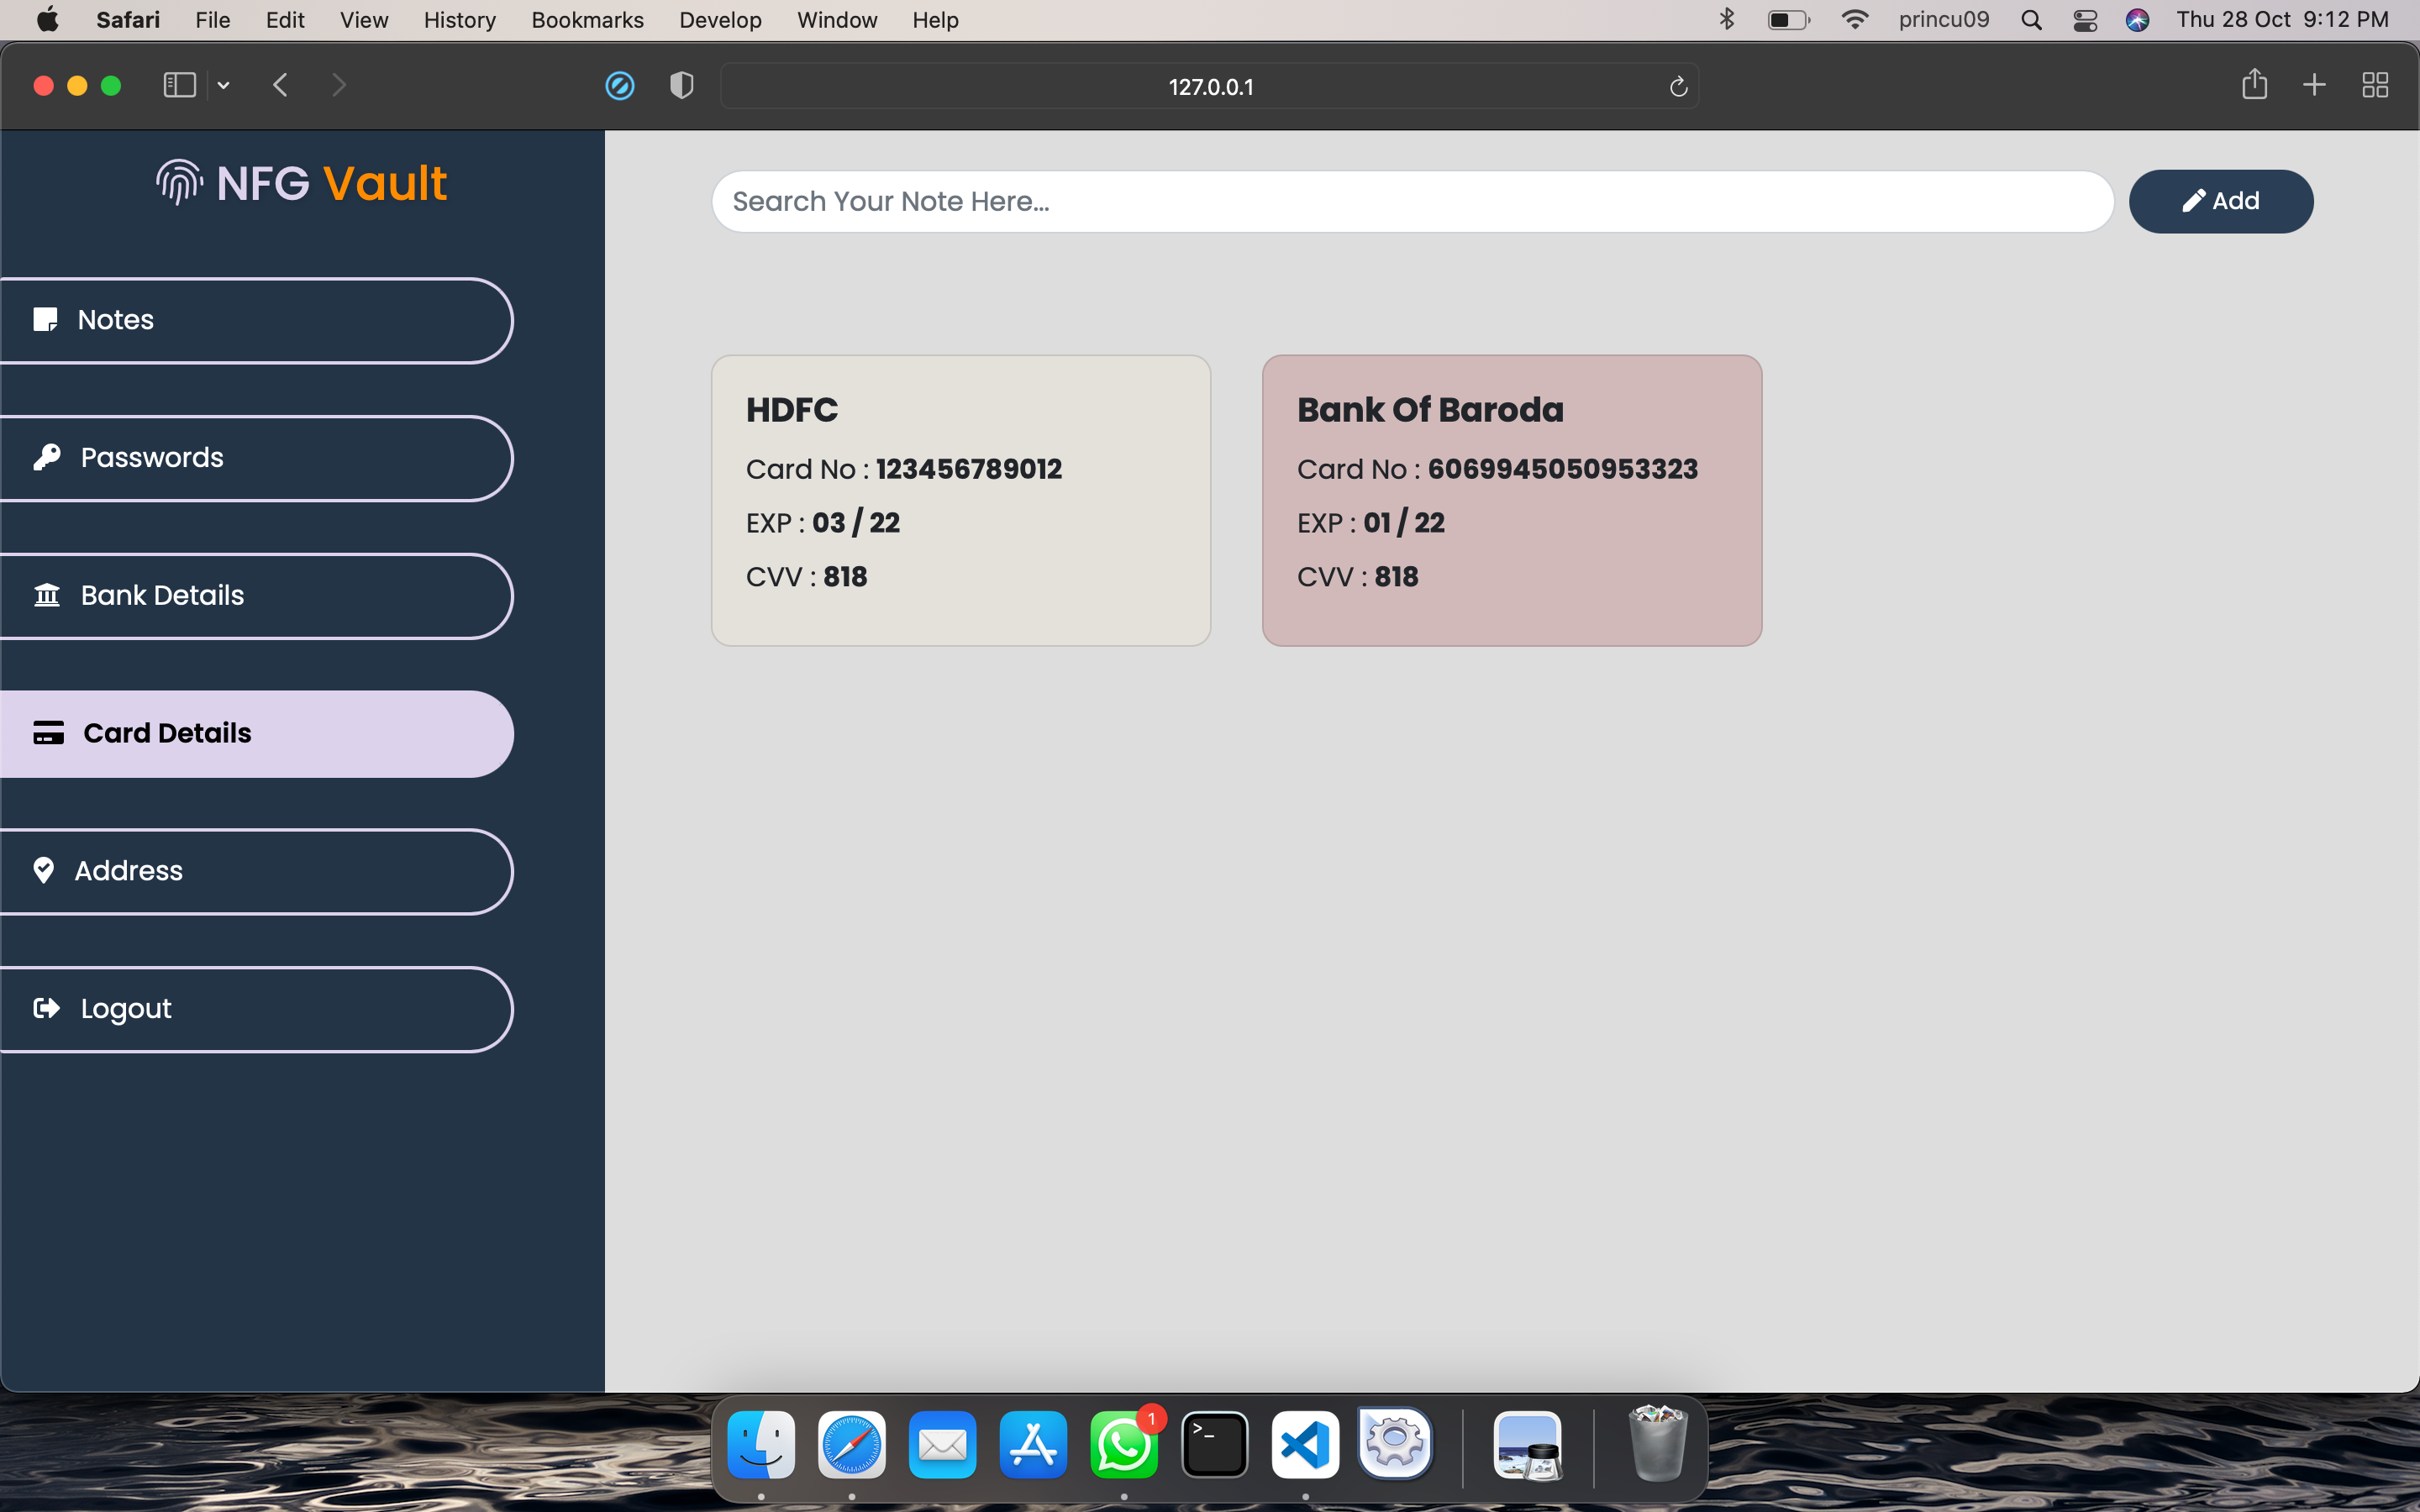 Safari File Edit View History Bookmarks Develop Window Help princu09 Thu 28 Oct 9:12 PM
127.0.0.1
NFG Vault
Search Your Note Here...
Add
Notes
Passwords
Bank Details
Card Details
Address
Logout
HDFC
Card No : 123456789012
EXP : 03 / 22
CVV : 818
Bank Of Baroda
Card No : 6069945050953323
EXP : 01 / 22
CVV : 818
1